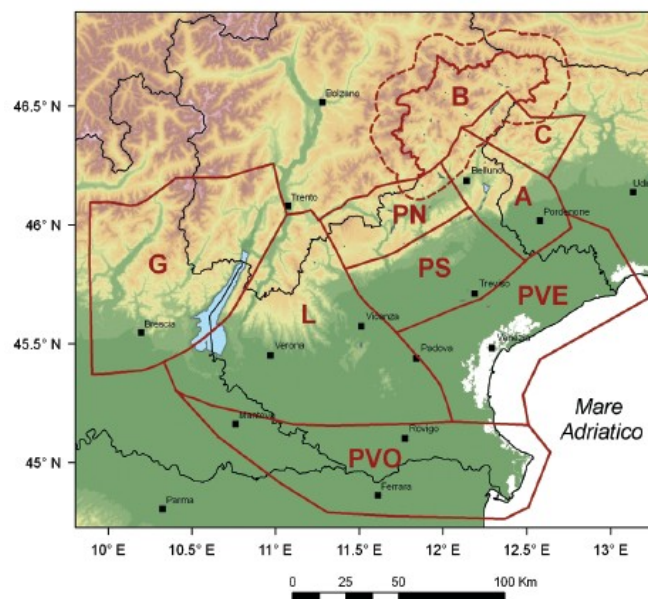 46.5° N
46° N
45.5° N
45° N
Bolzano
B
C
Belluno
Trento
PN
A
Pordenone
G
PS
Treviso
PVE
L
Brescia
Vicenza
Verona
Padova
Venezia
Mare
Adriatico
Rovigo
PVO
Ferrara
Parma
10° E
10.5° E
11° E
11.5° E
12° E
12.5° E
13° E
0
25
50
100 Km